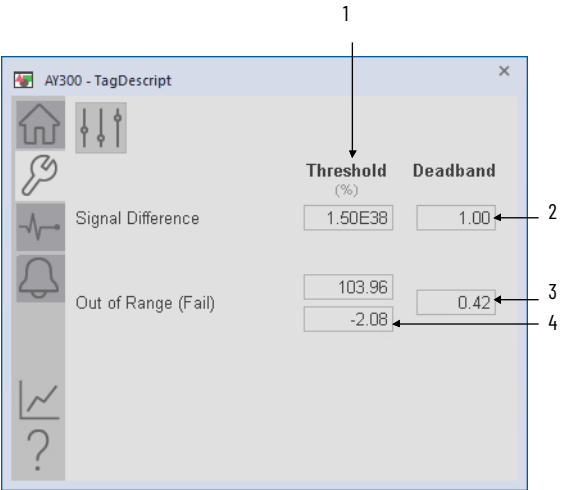 1
AY300 - TagDescript
Threshold Deadband
(%)
Signal Difference 1.50E38 1.00 2
103.96
Out of Range (Fail) 0.42 3
-2.08 4
?